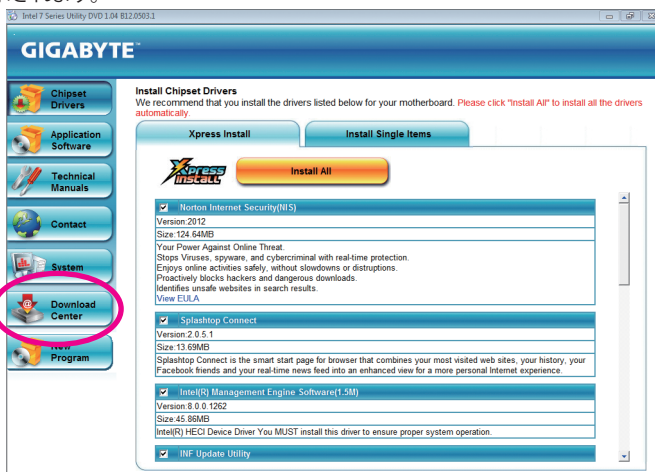 Intel 7 Series Utility DVD 1.04 B12.0503.1
GIGABYTE™
Chipset
Drivers
Application
Software
Technical
Manuals
Contact
System
Download
Center
New
Program
Install Chipset Drivers
We recommend that you install the drivers listed below for your motherboard. Please click "Install All" to install all the drivers
automatically.
Xpress Install
Install Single Items
Xpress
Install
Install All
Norton Internet Security(NIS)
Version:2012
Size:124.64MB
Your Power Against Online Threat.
Stops Viruses, spyware, and cybercriminal with real-time protection.
Enjoys online activities safely, without slowdowns or distruptions.
Proactively blocks hackers and dangerous downloads.
Identifies unsafe websites in search results.
View EULA
Splashtop Connect
Version:2.0.5.1
Size:13.69MB
Splashtop Connect is the smart start page for browser that combines your most visited web sites, your history, your
Facebook friends and your real-time news feed into an enhanced view for a more personal Internet experience.
Intel(R) Management Engine Software(1.5M)
Version:8.0.0.1262
Size:45.86MB
Intel(R) HECI Device Driver You MUST install this driver to ensure proper system operation.
INF Update Utility